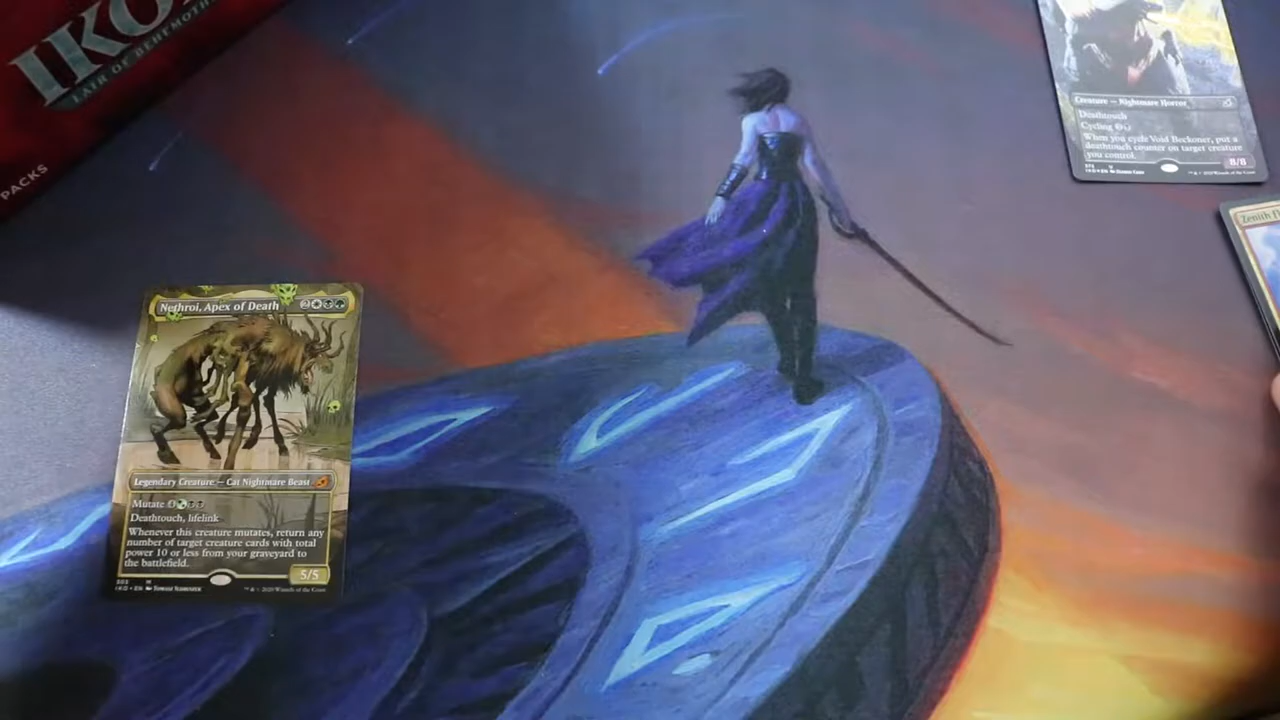 IKO
LAIR OF BEHEMOTHS
PACKS
Creature — Nightmare Horror
Deathtouch
Cycling
When you cycle Void Beckoner, put a
deathtouch counter on target creature
you control.
8/8
Zenith
Nethroi, Apex of Death
2
Legendary Creature — Cat Nightmare Beast
Mutate
Deathtouch, lifelink
Whenever this creature mutates, return any
number of target creature cards with total
power 10 or less from your graveyard to
the battlefield.
5/5